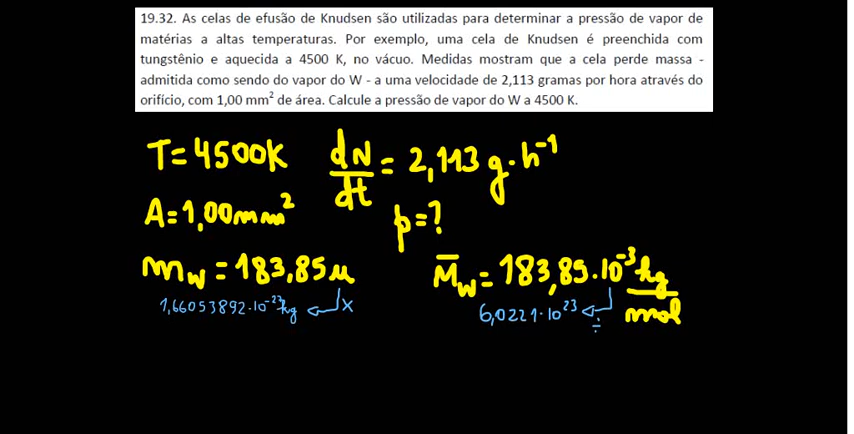 19.32. As celas de efusão de Knudsen são utilizadas para determinar a pressão de vapor de
matérias a altas temperaturas. Por exemplo, uma cela de Knudsen é preenchida com
tungstênio e aquecida a 4500 K, no vácuo. Medidas mostram que a cela perde massa -
admitida como sendo do vapor do W - a uma velocidade de 2,113 gramas por hora através do
orifício, com 1,00 mm² de área. Calcule a pressão de vapor do W a 4500 K.
T=4500K dN/dt = 2,113 g·h⁻¹
A=1,00mm² p=?
m_W = 183,85u M̄_W = 183,85·10⁻³ kg/mol
1,66053892·10⁻²⁷kg ← x 6,0221·10²³ ← ÷